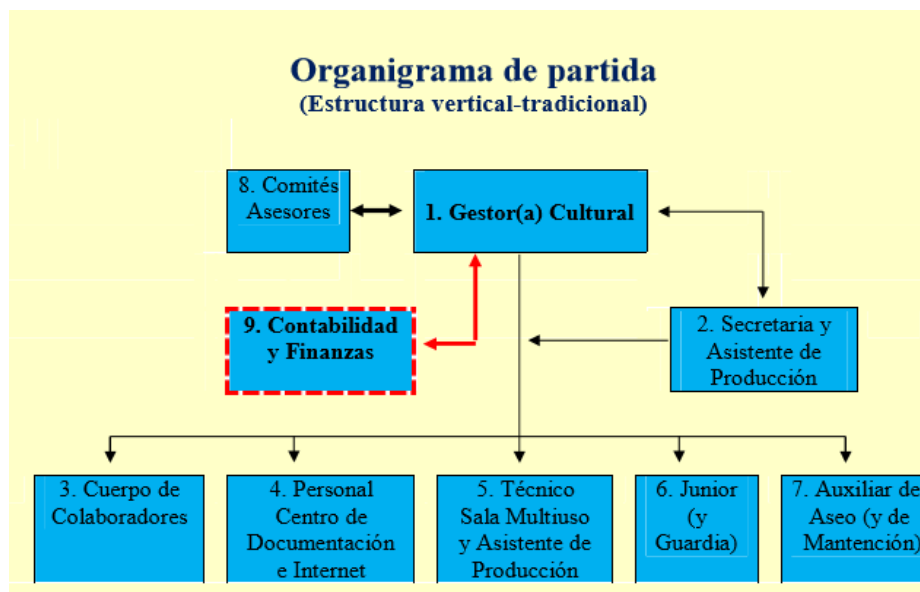 Organigrama de partida
(Estructura vertical-tradicional)
8. Comités
Asesores
1. Gestor(a) Cultural
9. Contabilidad
y Finanzas
2. Secretaria y
Asistente de
Producción
3. Cuerpo de
Colaboradores
4. Personal
Centro de
Documentación
e Internet
5. Técnico
Sala Multiuso
y Asistente de
Producción
6. Junior
(y
Guardia)
7. Auxiliar de
Aseo (y de
Mantención)